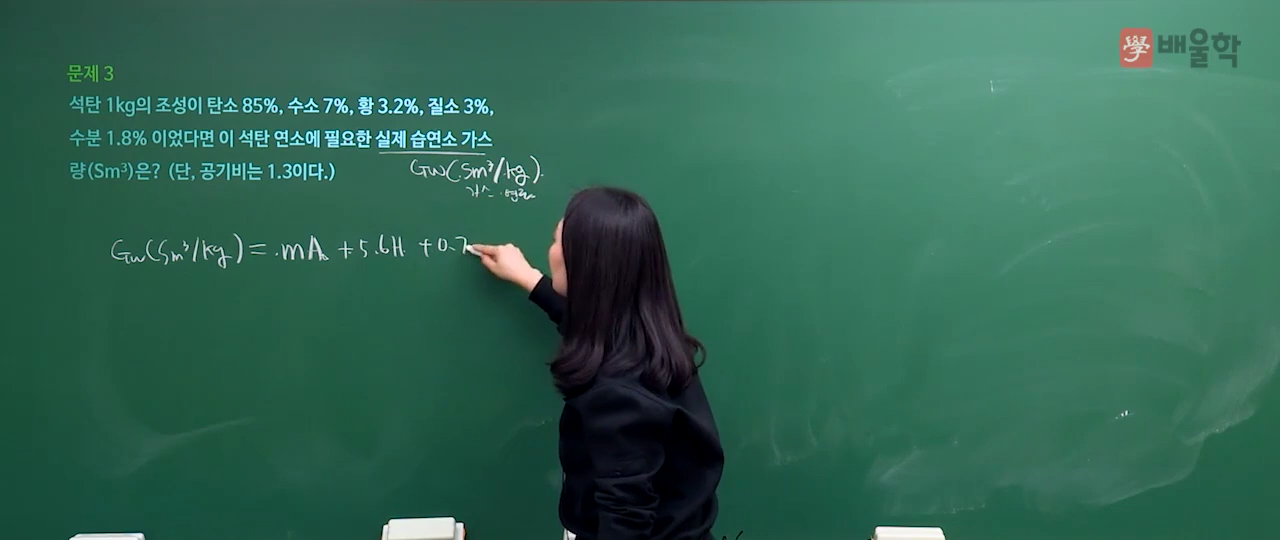 學 배울학
문제 3
석탄 1kg의 조성이 탄소 85%, 수소 7%, 황 3.2%, 질소 3%,
수분 1.8% 이었다면 이 석탄 연소에 필요한 실제 습연소 가스
량(Sm³)은? (단, 공기비는 1.3이다.)
Gw(Sm³/kg).
가스 연료
Gw(Sm³/kg) = mA₀ + 5.6H + 0.7